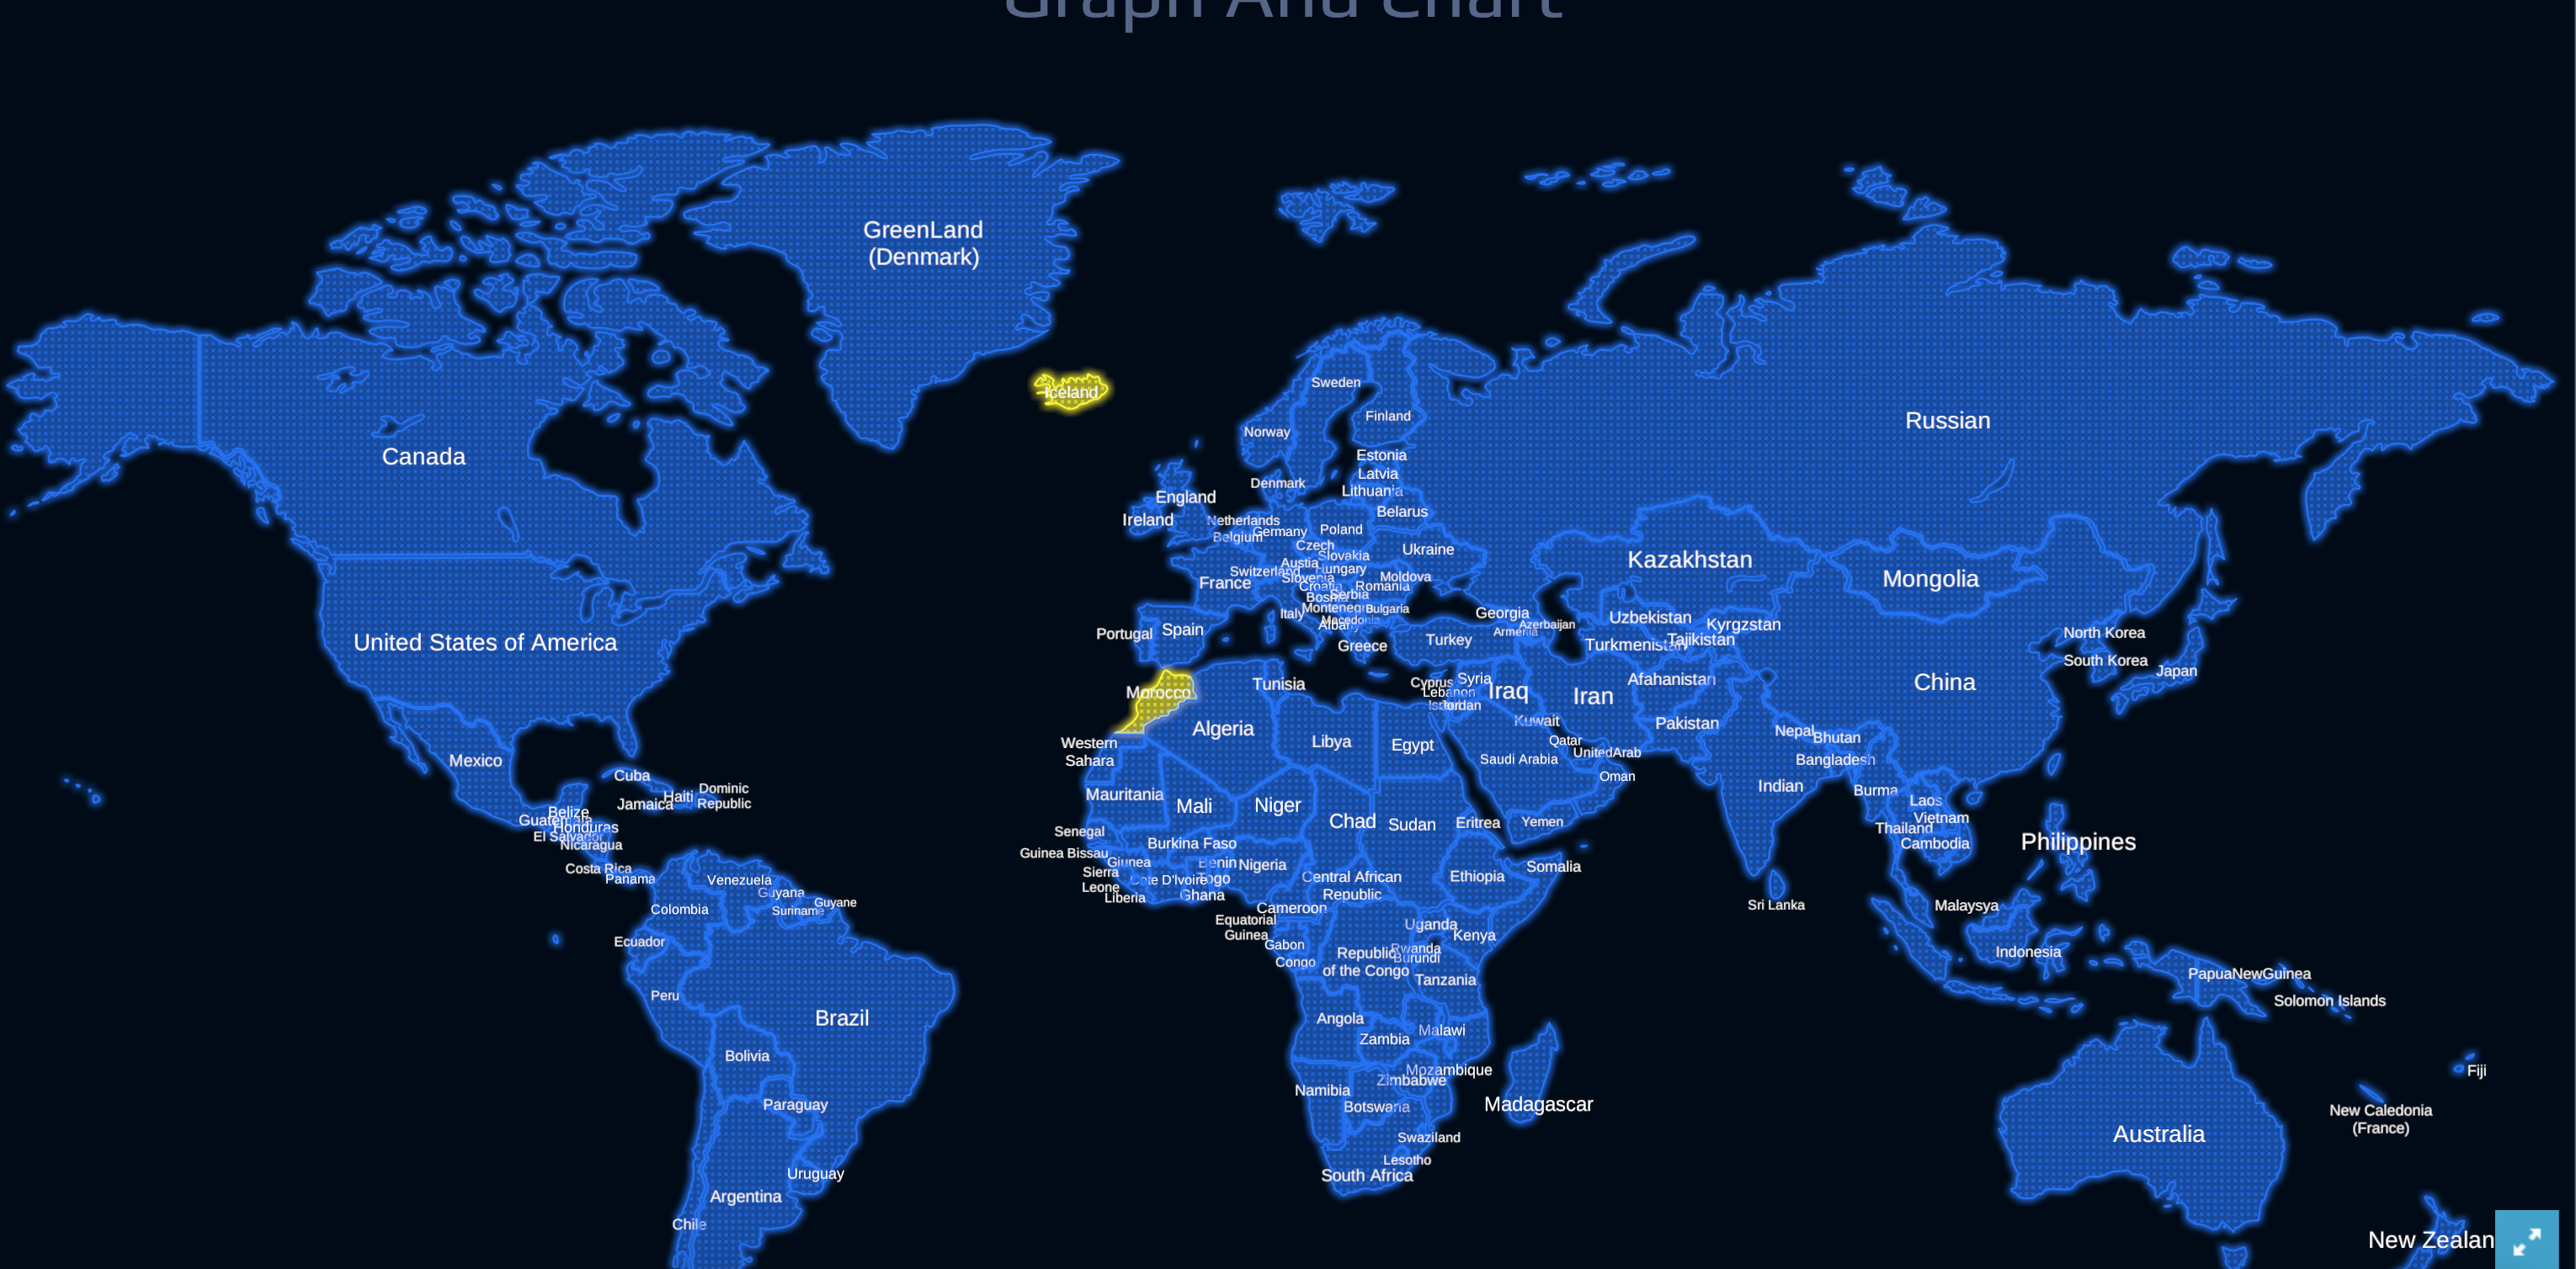 Graph And Chart
GreenLand
(Denmark)
Iceland
Sweden
Finland
Norway
Russian
Canada
Estonia
Latvia
Denmark
Lithuania
England
Belarus
Ireland
Netherlands
Germany
Poland
Belgium
Czech
Ukraine
Slovakia
Kazakhstan
Austia
Hungary
Switzerland
Slovenia
Moldova
Mongolia
France
Croatia
Romania
Bosnia
Serbia
Montenegro
Bulgaria
Italy
Macedonia
Albany
Georgia
Azerbaijan
Armenia
Uzbekistan
Kyrgzstan
Portugal
Spain
Turkey
Greece
Turkmenistan
Tajikistan
North Korea
United States of America
South Korea
Japan
Morocco
Tunisia
Cyprus
Syria
Lebanon
Iraq
Iran
Afahanistan
China
Jordan
Kuwait
Pakistan
Algeria
Libya
Egypt
Western
Sahara
Nepal
Bhutan
Qatar
UnitedArab
Saudi Arabia
Bangladesh
Mexico
Oman
Indian
Burma
Cuba
Haiti
Dominic
Republic
Jamaica
Mauritania
Mali
Niger
Chad
Sudan
Eritrea
Yemen
Laos
Vietnam
Thailand
Cambodia
Philippines
Belize
Guatemala
Honduras
El Salvador
Nicaragua
Senegal
Burkina Faso
Guinea Bissau
Giunea
Benin
Nigeria
Costa Rica
Panama
Sierra
Leone
Cote D'lvoire
Togo
Liberia
Ghana
Central African
Republic
Ethiopia
Somalia
Venezuela
Guyana
Guyane
Suriname
Colombia
Sri Lanka
Malaysya
Cameroon
Equatorial
Guinea
Uganda
Kenya
Ecuador
Gabon
Rwanda
Burundi
Republic
of the Congo
Congo
Indonesia
Tanzania
PapuaNewGuinea
Solomon Islands
Peru
Brazil
Angola
Malawi
Zambia
Bolivia
Mozambique
Zimbabwe
Fiji
Namibia
Botswana
Paraguay
Madagascar
New Caledonia
(France)
Australia
Swaziland
Lesotho
Uruguay
South Africa
Argentina
Chile
New Zealan